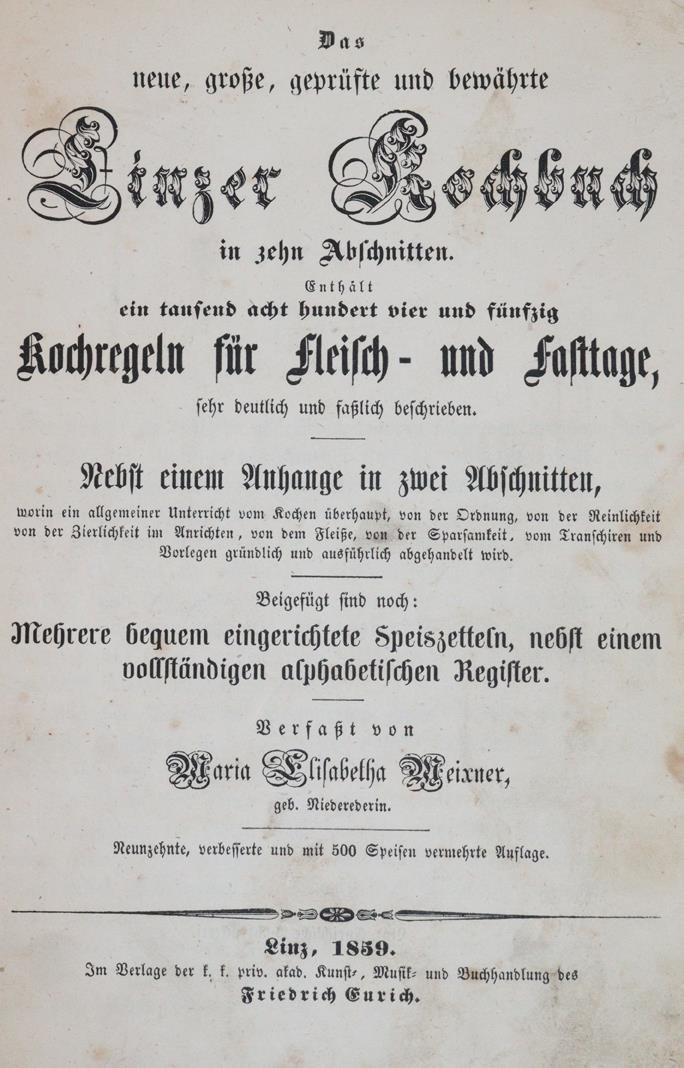 Das
neue, große, geprüfte und bewährte
Linzer Kochbuch
in zehn Abschnitten.
Enthält
ein tausend acht hundert vier und fünfzig
Kochregeln für Fleisch- und Fasttage,
sehr deutlich und faßlich beschrieben.
Nebst einem Anhange in zwei Abschnitten,
worin ein allgemeiner Unterricht vom Kochen überhaupt, von der Ordnung, von der Reinlichkeit
von der Zierlichkeit im Anrichten, von dem Fleiße, von der Sparsamkeit, vom Transchiren und
Vorlegen gründlich und ausführlich abgehandelt wird.
Beigefügt sind noch:
Mehrere bequem eingerichtete Speiszetteln, nebst einem
vollständigen alphabetischen Register.
Verfaßt von
Maria Elisabetha Meixner,
geb. Niederederin.
Neunzehnte, verbesserte und mit 500 Speisen vermehrte Auflage.
Linz, 1859.
Im Verlage der k. k. priv. akad. Kunst-, Musik- und Buchhandlung des
Friedrich Eurich.